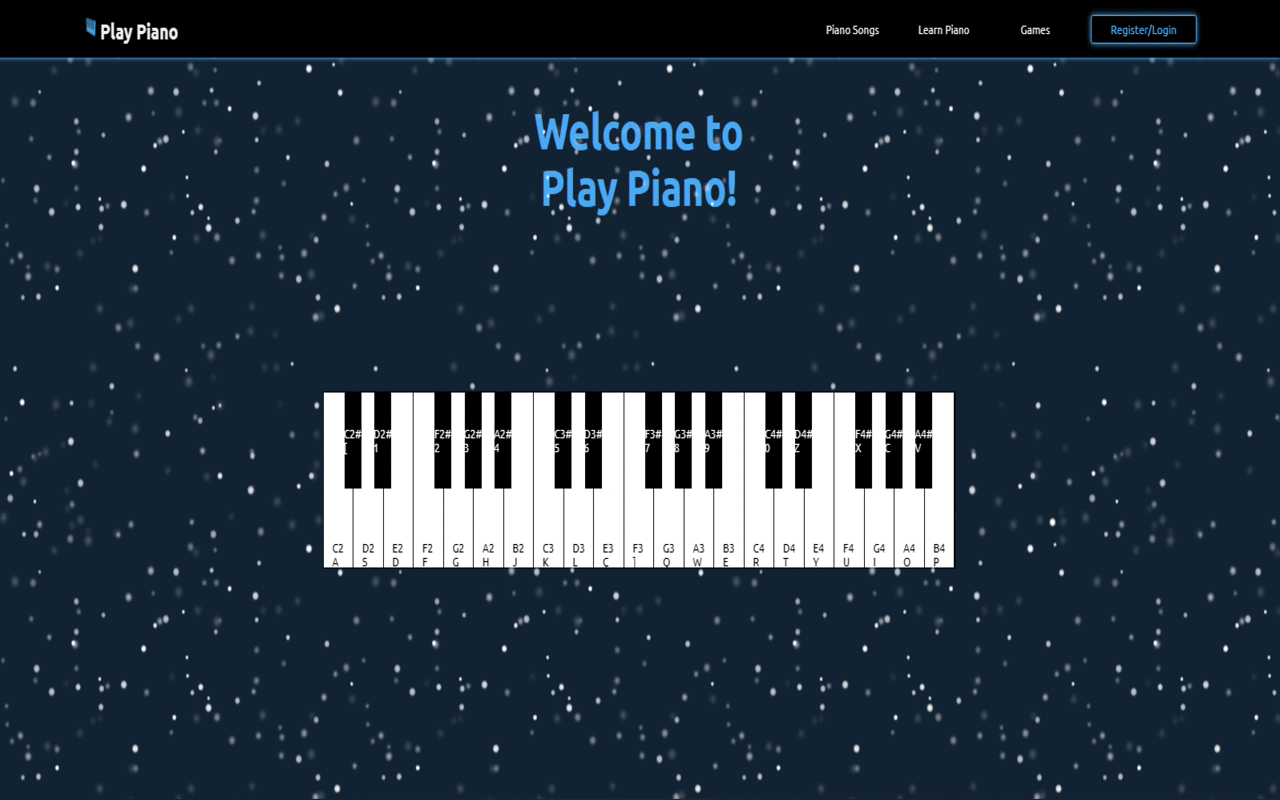 Play Piano
Piano Songs Learn Piano Games Register/Login
Welcome to
Play Piano!
C2# D2# F2# G2# A2# C3# D3# F3# G3# A3# C4# D4# F4# G4# A4#
[ 1 2 3 4 5 6 7 8 9 0 Z X C V
C2 D2 E2 F2 G2 A2 B2 C3 D3 E3 F3 G3 A3 B3 C4 D4 E4 F4 G4 A4 B4
A S D F G H J K L Ç ] Q W E R T Y U I O P